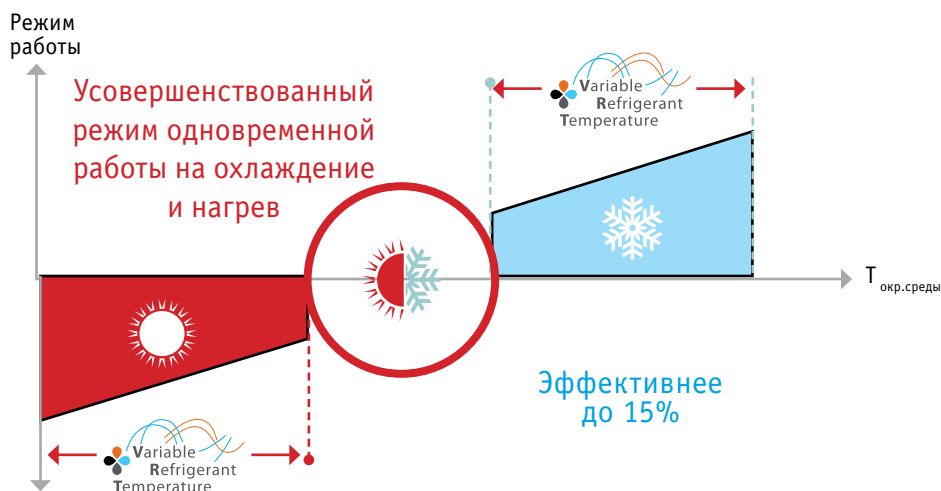 Режим
работы
Усовершенствованный
режим одновременной
работы на охлаждение
и нагрев
Variable
Refrigerant
Temperature
Т окр.среды
Эффективнее
до 15%
Variable
Refrigerant
Temperature